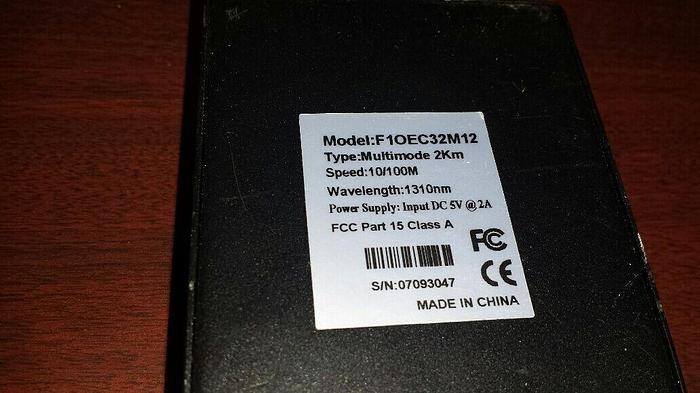 Model:F1OEC32M12
Type:Multimode 2Km
Speed:10/100M
Wavelength:1310nm
Power Supply: Input DC 5V @ 2A
FCC Part 15 Class A
FC
CE
S/N:07093047
MADE IN CHINA